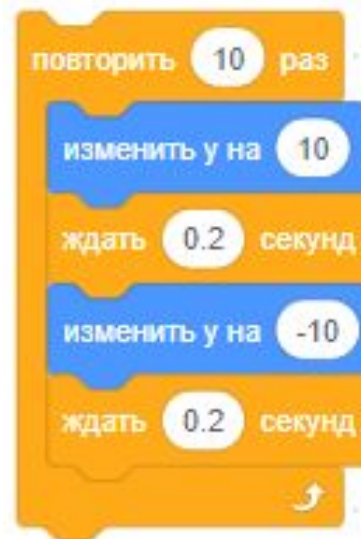 повторить 10 раз
изменить y на 10
ждать 0.2 секунд
изменить y на -10
ждать 0.2 секунд